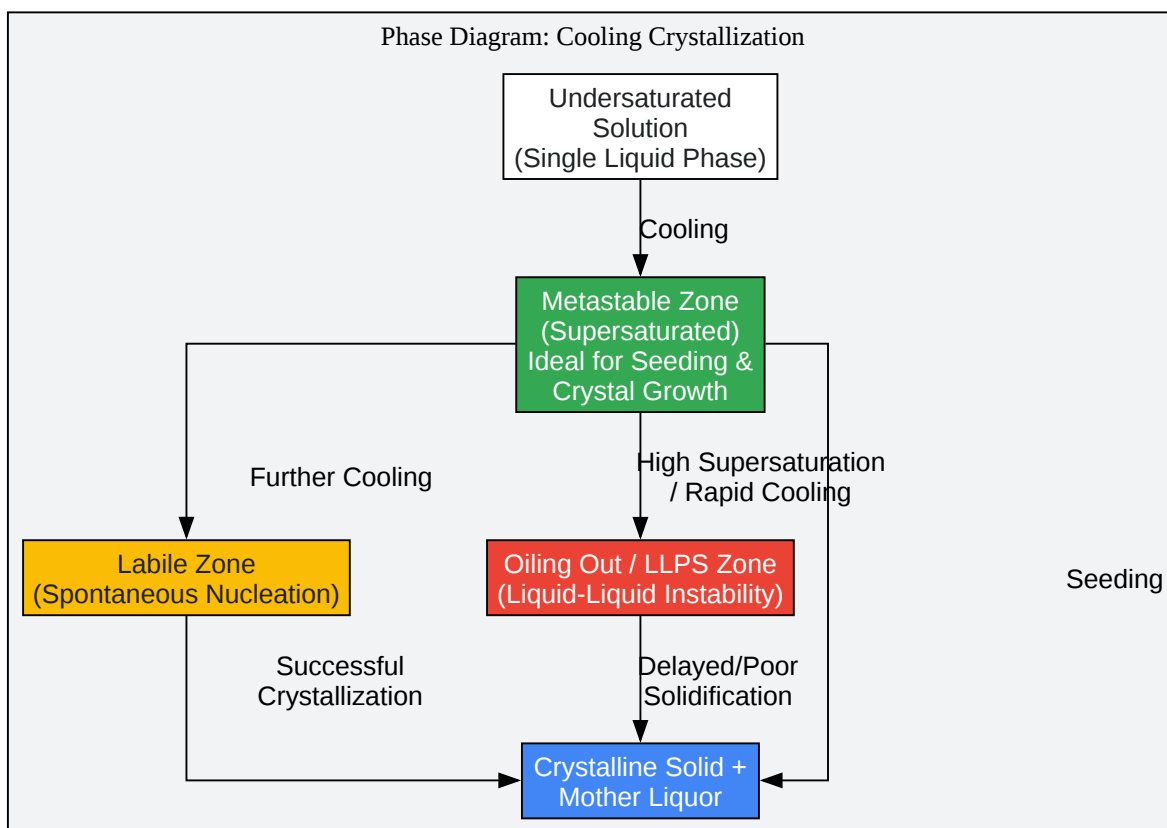 Phase Diagram: Cooling Crystallization
Undersaturated
Solution
(Single Liquid Phase)
Cooling
Metastable Zone
(Supersaturated)
Ideal for Seeding &
Crystal Growth
Further Cooling
High Supersaturation
/ Rapid Cooling
Labile Zone
(Spontaneous Nucleation)
Oiling Out / LLPS Zone
(Liquid-Liquid Instability)
Seeding
Successful
Crystallization
Delayed/Poor
Solidification
Crystalline Solid +
Mother Liquor